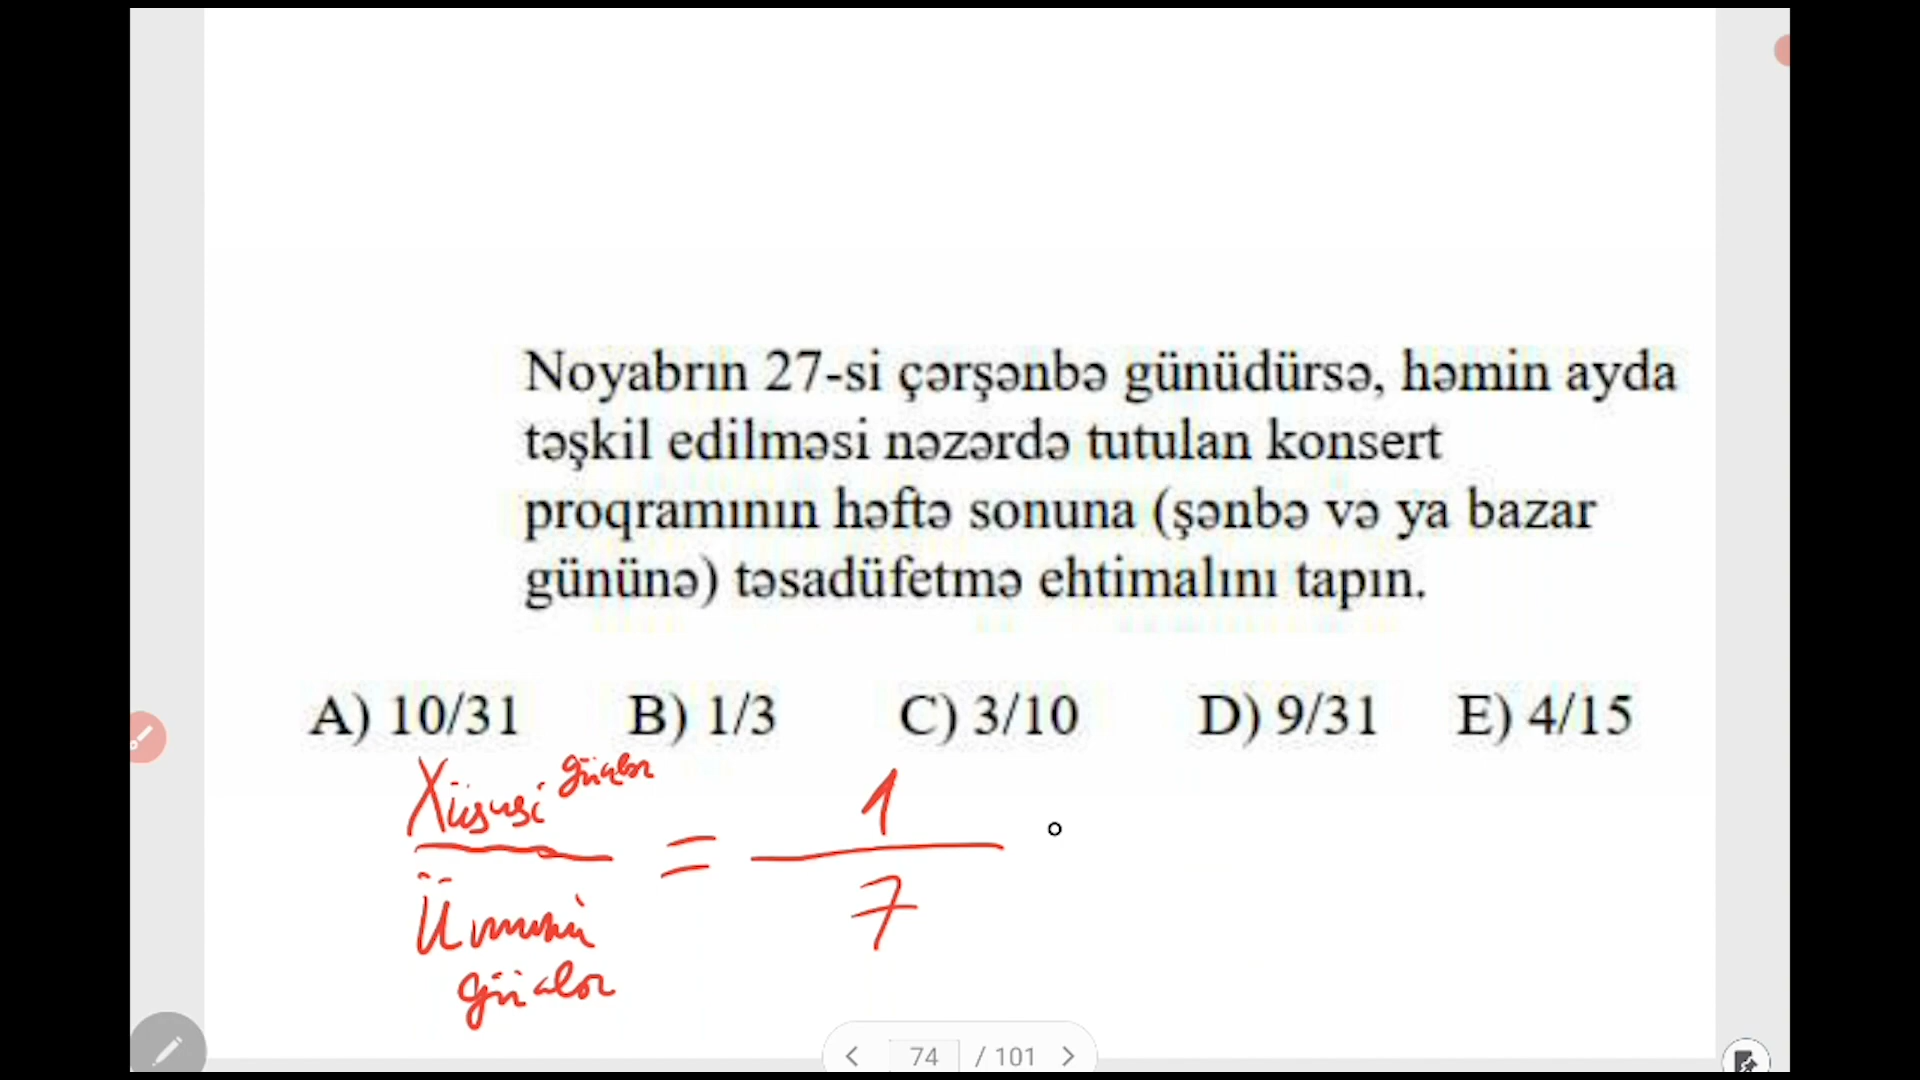 Noyabrın 27-si çərşənbə günüdürsə, həmin ayda
təşkil edilməsi nəzərdə tutulan konsert
proqramının həftə sonuna (şənbə və ya bazar
gününə) təsadüfetmə ehtimalını tapın.
A) 10/31 B) 1/3 C) 3/10 D) 9/31 E) 4/15
Xüsusi günlər
Ümumi
günlər
=
1
7
74 / 101